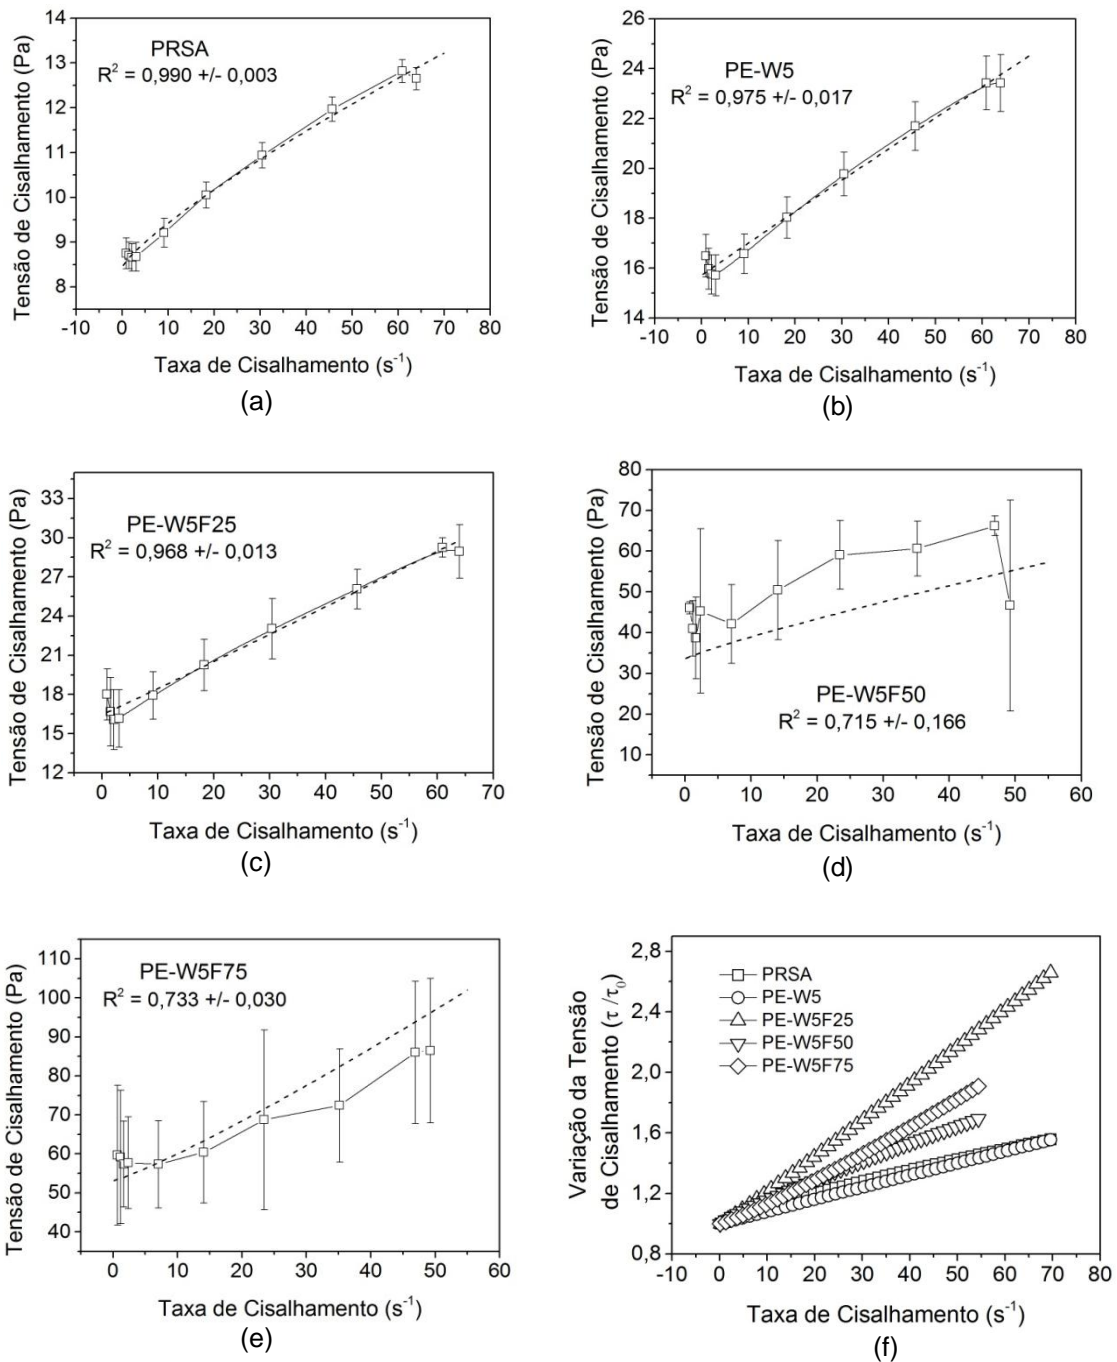 14
13
12
11
10
9
8
-10 0 10 20 30 40 50 60 70 80
Tensão de Cisalhamento (Pa)
PRSA
R² = 0,990 +/- 0,003
Taxa de Cisalhamento (s⁻¹)
(a)
26
24
22
20
18
16
14
-10 0 10 20 30 40 50 60 70 80
Tensão de Cisalhamento (Pa)
PE-W5
R² = 0,975 +/- 0,017
Taxa de Cisalhamento (s⁻¹)
(b)
33
30
27
24
21
18
15
12
0 10 20 30 40 50 60 70
Tensão de Cisalhamento (Pa)
PE-W5F25
R² = 0,968 +/- 0,013
Taxa de Cisalhamento (s⁻¹)
(c)
80
70
60
50
40
30
20
10
0 10 20 30 40 50 60
Tensão de Cisalhamento (Pa)
PE-W5F50
R² = 0,715 +/- 0,166
Taxa de Cisalhamento (s⁻¹)
(d)
110
100
90
80
70
60
50
40
0 10 20 30 40 50 60
Tensão de Cisalhamento (Pa)
PE-W5F75
R² = 0,733 +/- 0,030
Taxa de Cisalhamento (s⁻¹)
(e)
2,8
2,4
2,0
1,6
1,2
0,8
-10 0 10 20 30 40 50 60 70 80
Variação da Tensão
de Cisalhamento (τ/τ₀)
PRSA
PE-W5
PE-W5F25
PE-W5F50
PE-W5F75
Taxa de Cisalhamento (s⁻¹)
(f)